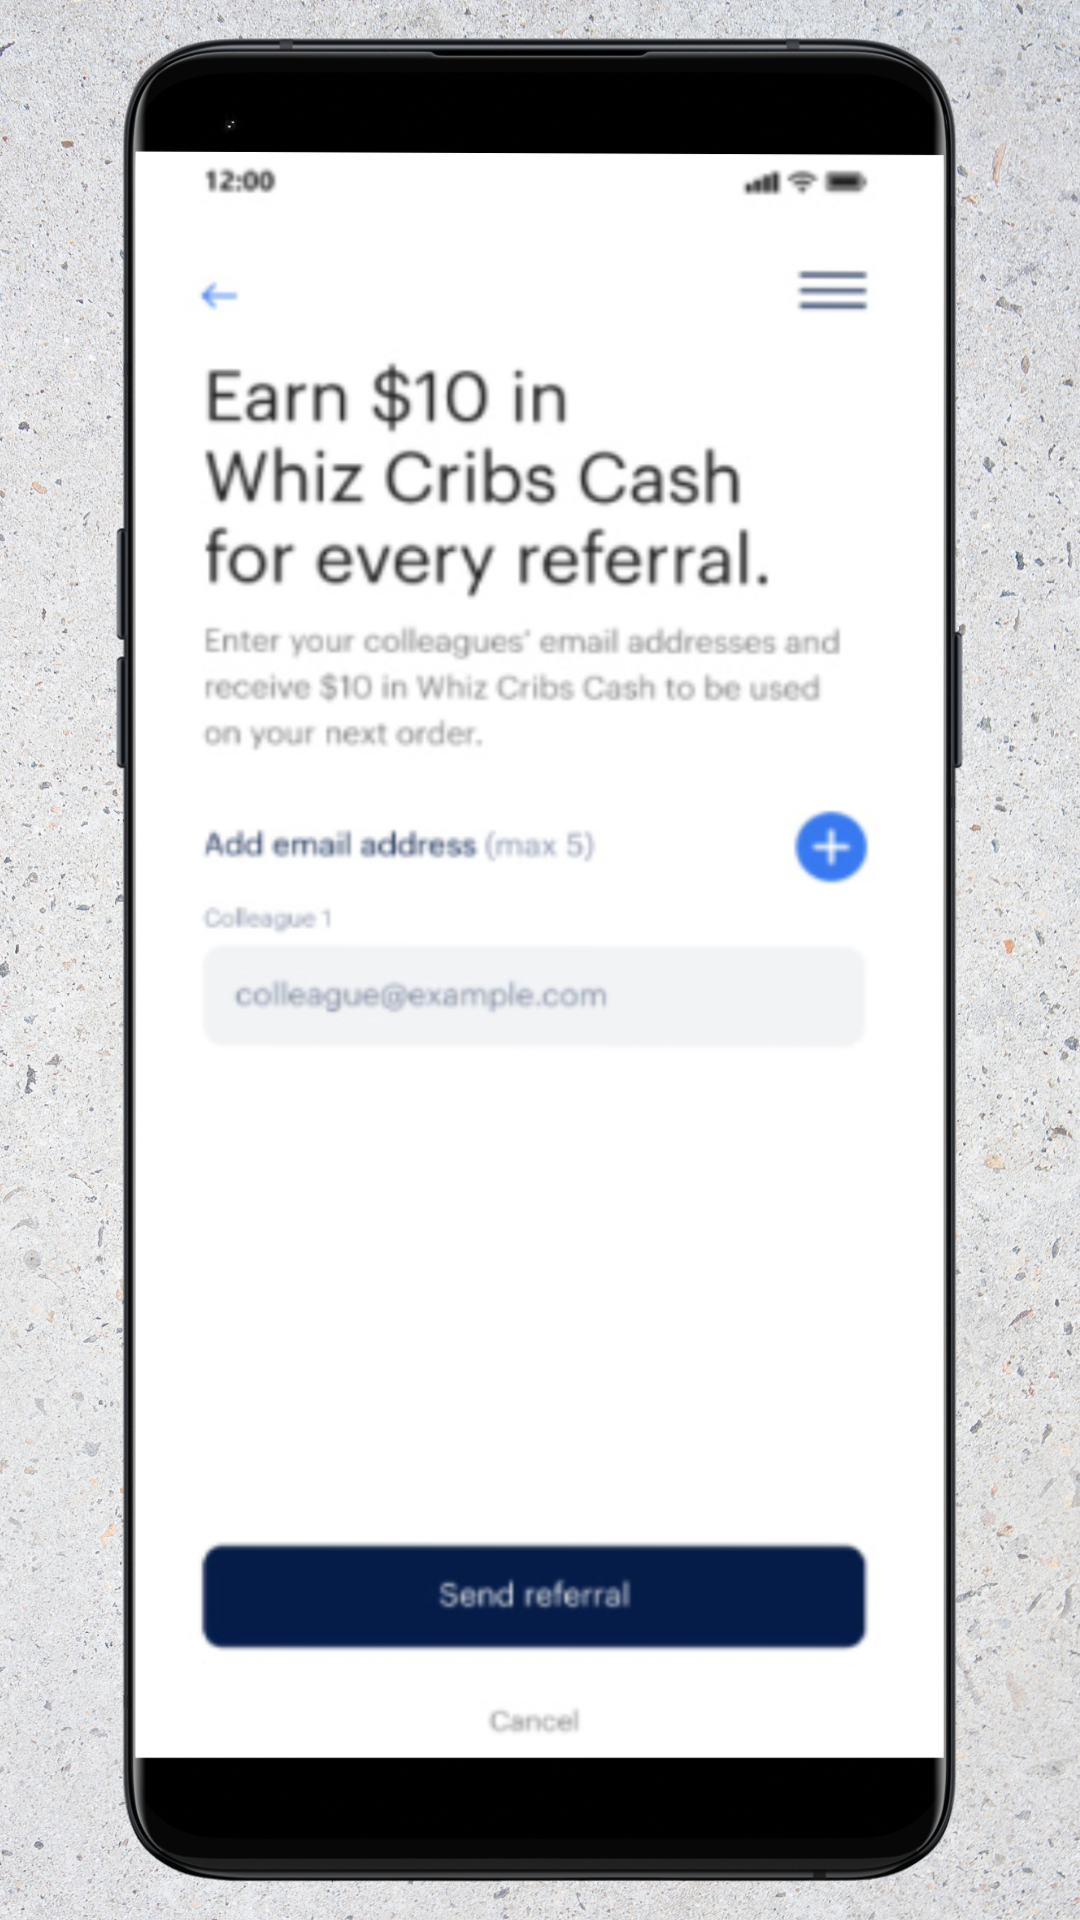 12:00
Earn $10 in
Whiz Cribs Cash
for every referral.
Enter your colleagues' email addresses and
receive $10 in Whiz Cribs Cash to be used
on your next order.
Add email address (max 5)
Colleague 1
colleague@example.com
Send referral
Cancel